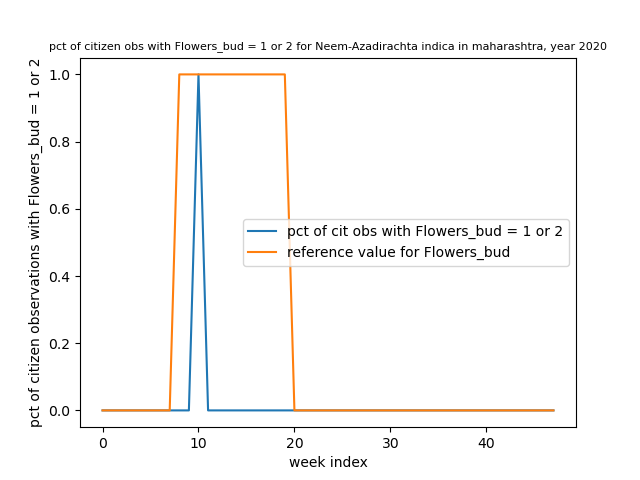 pct of citizen obs with Flowers_bud = 1 or 2 for Neem-Azadirachta indica in maharashtra, year 2020
pct of citizen observations with Flowers_bud = 1 or 2
1.0
0.8
0.6
0.4
0.2
0.0
pct of cit obs with Flowers_bud = 1 or 2
reference value for Flowers_bud
0 10 20 30 40
week index